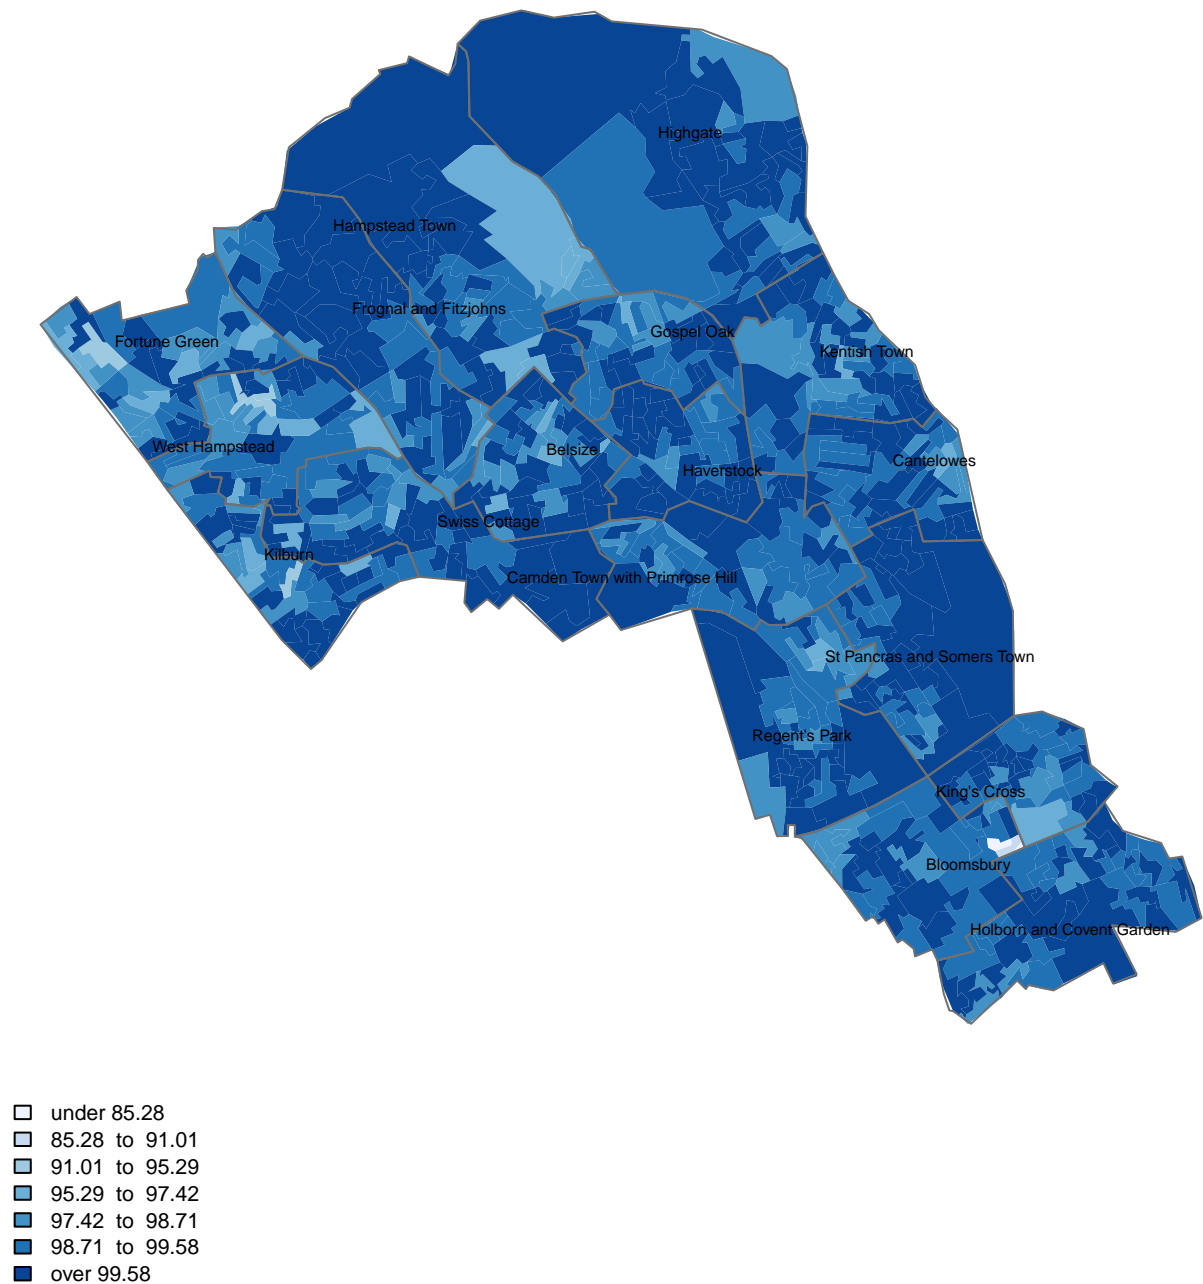 Highgate
Hampstead Town
Frognal and Fitzjohns
Gospel Oak
Fortune Green
Kentish Town
West Hampstead
Belsize
Cantelowes
Haverstock
Swiss Cottage
Kilburn
Camden Town with Primrose Hill
St Pancras and Somers Town
Regent's Park
King's Cross
Bloomsbury
Holborn and Covent Garden
under 85.28
85.28 to 91.01
91.01 to 95.29
95.29 to 97.42
97.42 to 98.71
98.71 to 99.58
over 99.58